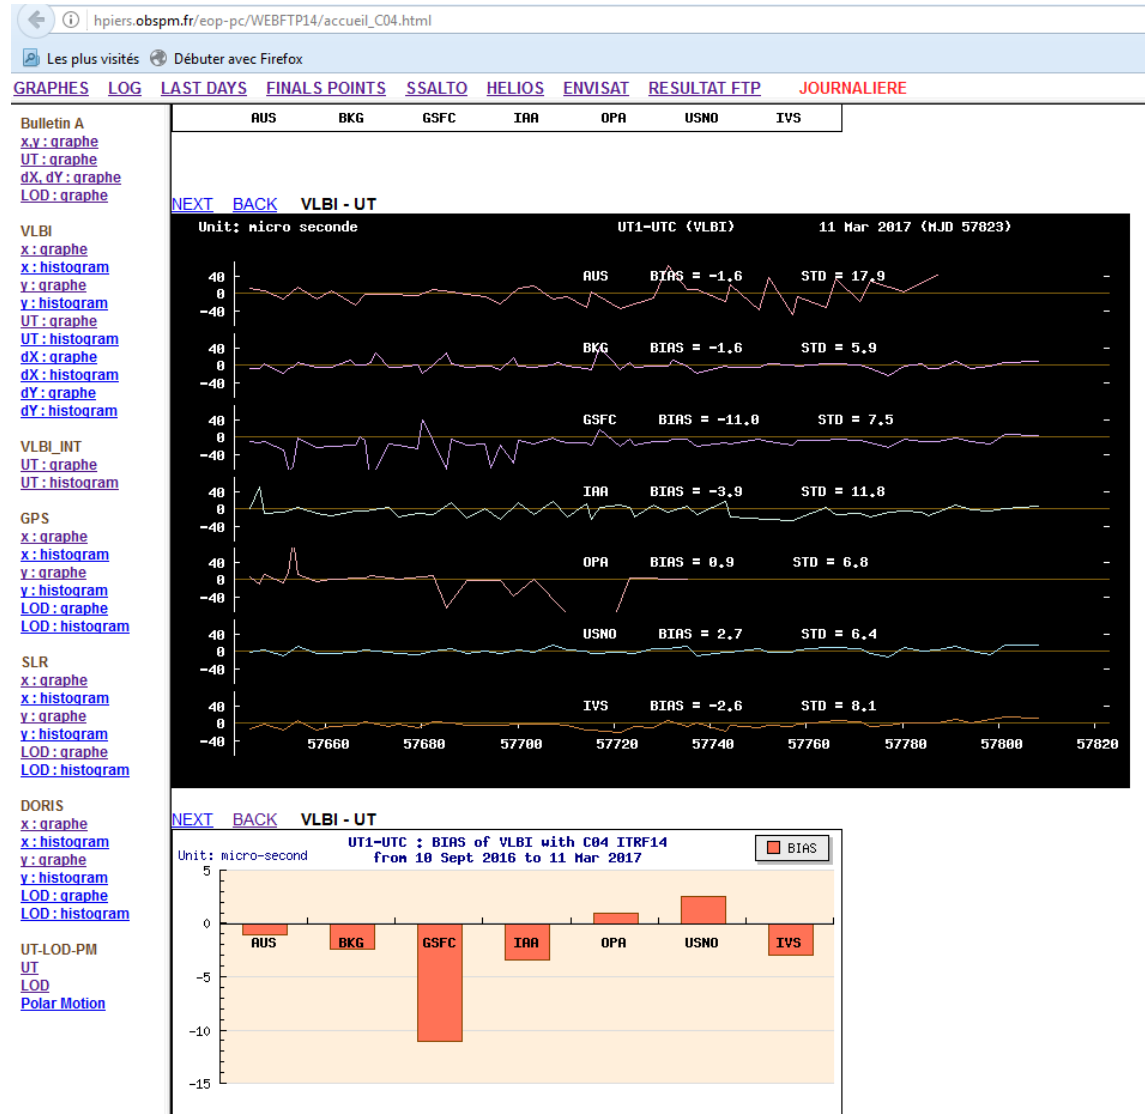 hpiers.obspm.fr/eop-pc/WEBFTP14/accueil_C04.html
Les plus visités Débuter avec Firefox
GRAPHES LOG LAST DAYS FINALS POINTS SSALTO HELIOS ENVISAT RESULTAT FTP JOURNALIERE
Bulletin A
x,y : graphe
UT : graphe
dX, dY : graphe
LOD : graphe
VLBI
x : graphe
x : histogram
y : graphe
y : histogram
UT : graphe
UT : histogram
dX : graphe
dX : histogram
dY : graphe
dY : histogram
VLBI_INT
UT : graphe
UT : histogram
GPS
x : graphe
x : histogram
y : graphe
y : histogram
LOD : graphe
LOD : histogram
SLR
x : graphe
x : histogram
y : graphe
y : histogram
LOD : graphe
LOD : histogram
DORIS
x : graphe
x : histogram
y : graphe
y : histogram
LOD : graphe
LOD : histogram
UT-LOD-PM
UT
LOD
Polar Motion
AUS BKG GSFC IAA OPA USNO IVS
NEXT BACK VLBI - UT
Unit: micro seconde UT1-UTC (VLBI) 11 Mar 2017 (MJD 57823)
40 AUS BIAS = -1.6 STD = 17.9
0
-40
40 BKG BIAS = -1.6 STD = 5.9
0
-40
40 GSFC BIAS = -11.0 STD = 7.5
0
-40
40 IAA BIAS = -3.9 STD = 11.8
0
-40
40 OPA BIAS = 0.9 STD = 6.8
0
-40
40 USNO BIAS = 2.7 STD = 6.4
0
-40
40 IVS BIAS = -2.6 STD = 8.1
0
-40
57660 57680 57700 57720 57740 57760 57780 57800 57820
NEXT BACK VLBI - UT
UT1-UTC : BIAS of VLBI with C04 ITRF14
Unit: micro-second from 10 Sept 2016 to 11 Mar 2017
BIAS
5
0
AUS BKG GSFC IAA OPA USNO IVS
-5
-10
-15